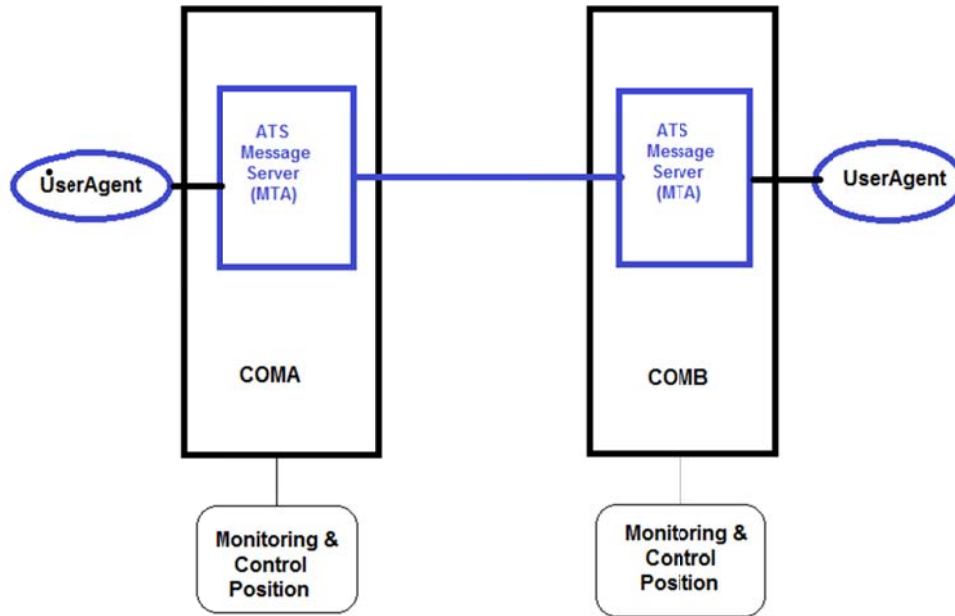 ATS
Message
Server
(MTA)
ATS
Message
Server
(MTA)
UserAgent
UserAgent
COMA
COMB
Monitoring &
Control
Position
Monitoring &
Control
Position